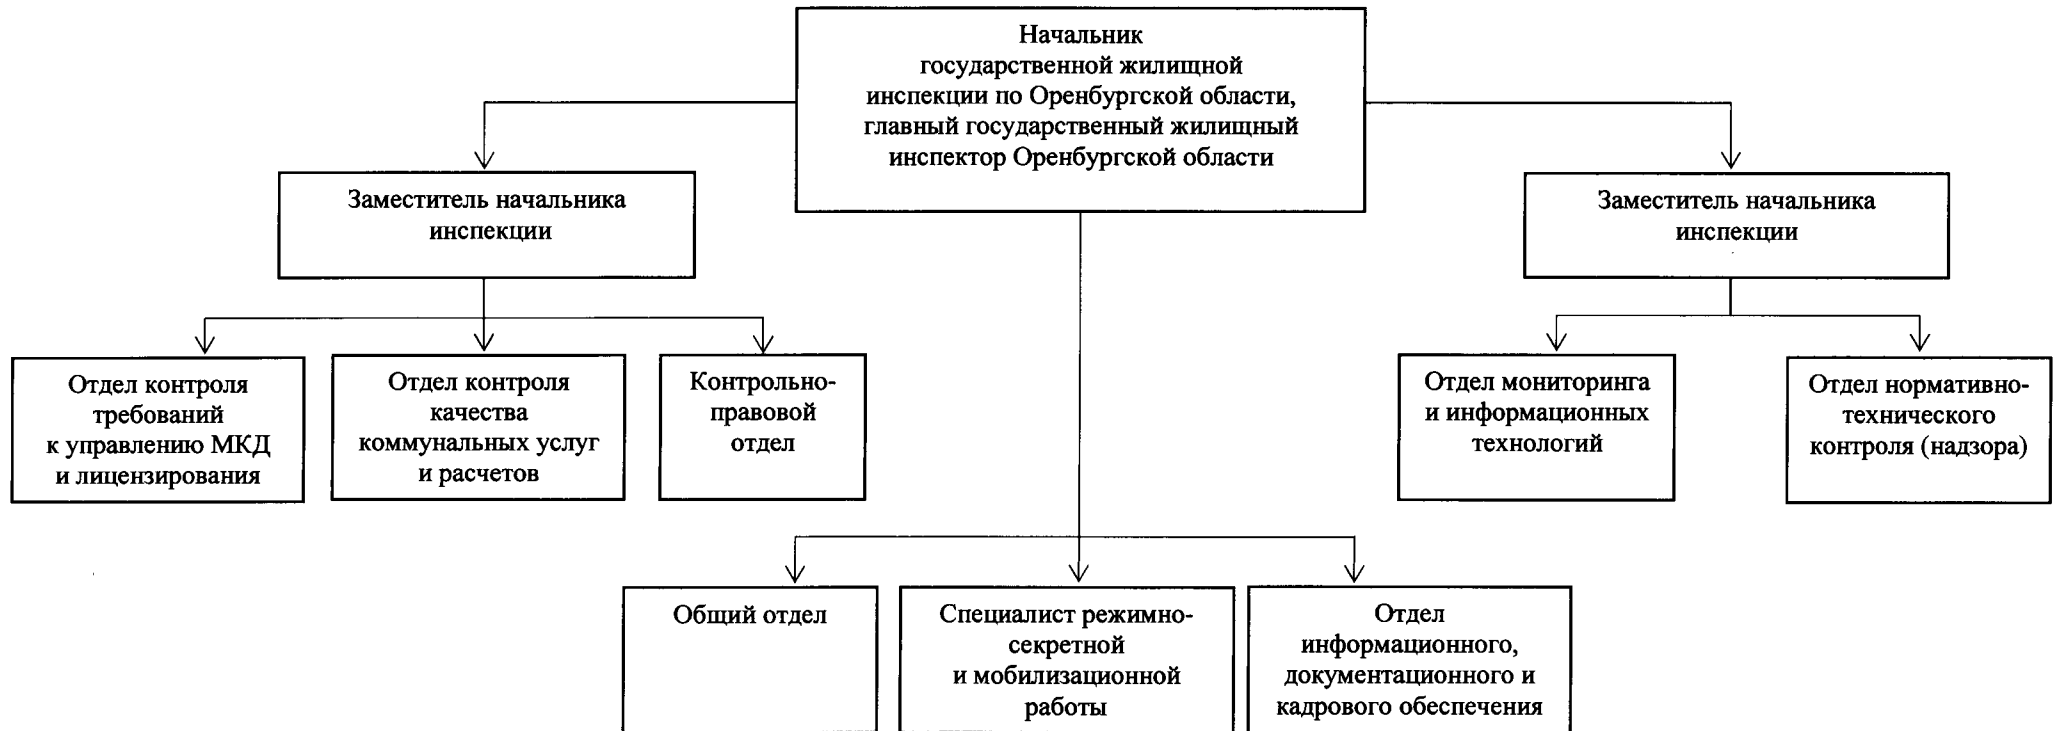 Начальник
государственной жилищной
инспекции по Оренбургской области,
главный государственный жилищный
инспектор Оренбургской области
Заместитель начальника
инспекции
Заместитель начальника
инспекции
Отдел контроля
требований
к управлению МКД
и лицензирования
Отдел контроля
качества
коммунальных услуг
и расчетов
Контрольно-
правовой
отдел
Отдел мониторинга
и информационных
технологий
Отдел нормативно-
технического
контроля (надзора)
Общий отдел
Специалист режимно-
секретной
и мобилизационной
работы
Отдел
информационного,
документационного и
кадрового обеспечения